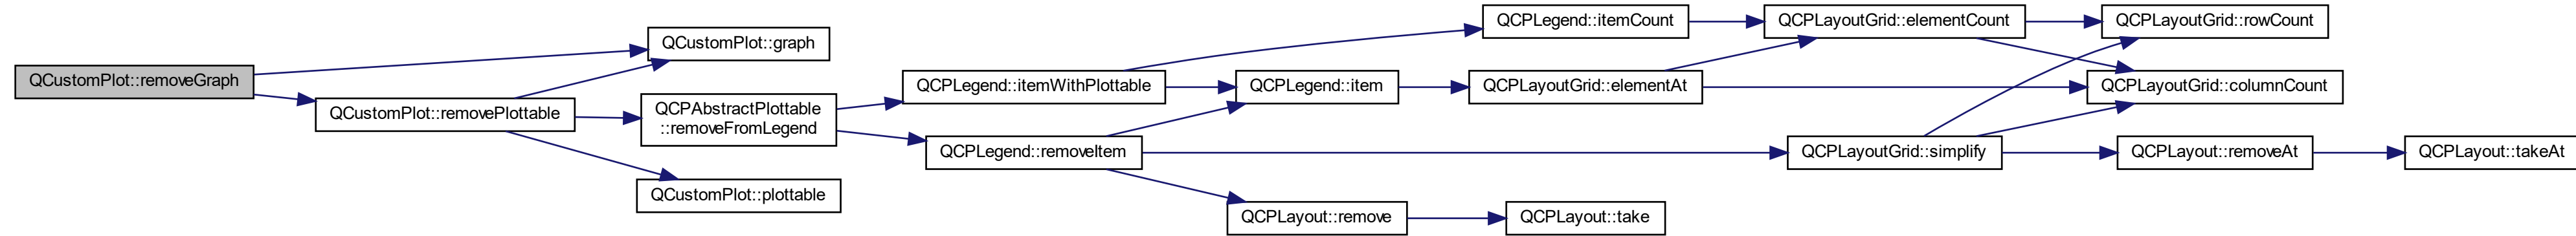 QCustomPlot::removeGraph
QCustomPlot::graph
QCustomPlot::removePlottable
QCPAbstractPlottable
::removeFromLegend
QCustomPlot::plottable
QCPLegend::itemWithPlottable
QCPLegend::removeItem
QCPLegend::item
QCPLayout::remove
QCPLegend::itemCount
QCPLayoutGrid::elementAt
QCPLayout::take
QCPLayoutGrid::elementCount
QCPLayoutGrid::simplify
QCPLayoutGrid::rowCount
QCPLayoutGrid::columnCount
QCPLayout::removeAt
QCPLayout::takeAt